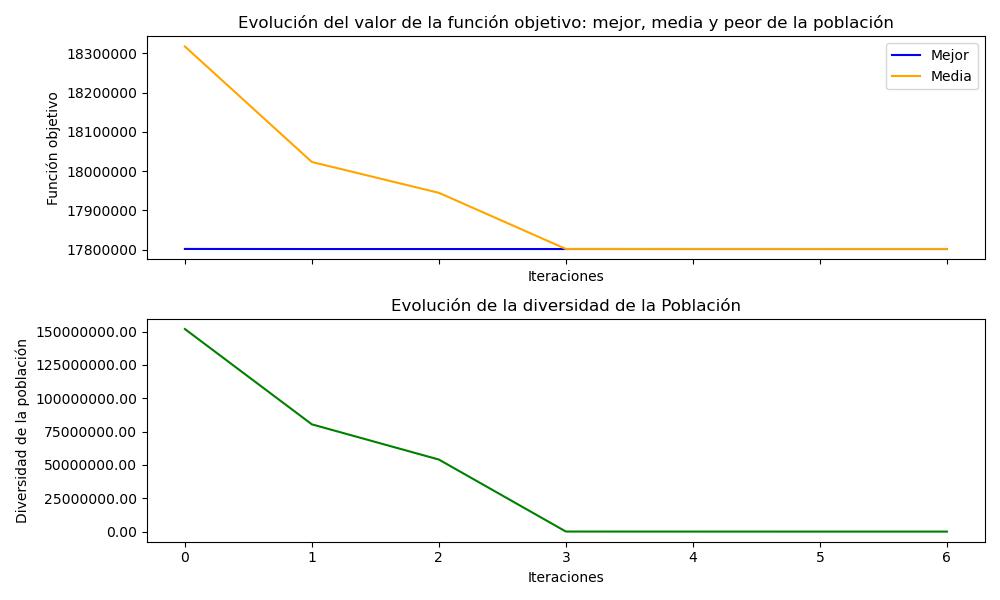 Evolución del valor de la función objetivo: mejor, media y peor de la población
Función objetivo
18300000
18200000
18100000
18000000
17900000
17800000
Mejor
Media
Iteraciones
Evolución de la diversidad de la Población
Diversidad de la población
150000000.00
125000000.00
100000000.00
75000000.00
50000000.00
25000000.00
0.00
0 1 2 3 4 5 6
Iteraciones